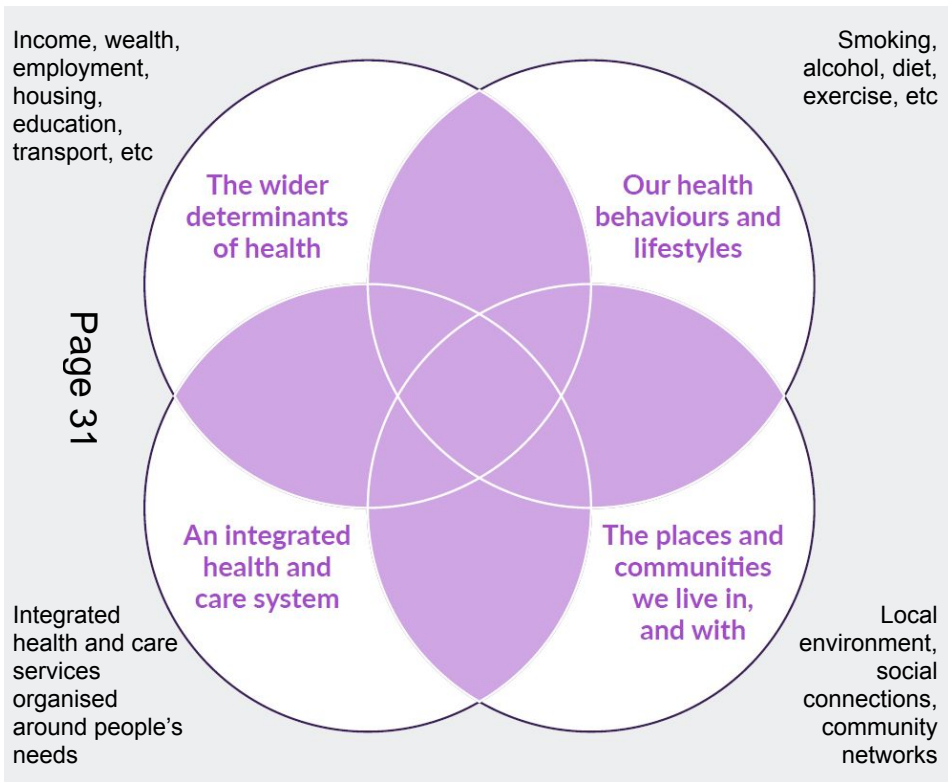 Income, wealth,
employment,
housing,
education,
transport, etc
Smoking,
alcohol, diet,
exercise, etc
The wider
determinants
of health
Our health
behaviours and
lifestyles
Page 31
An integrated
health and
care system
The places and
communities
we live in,
and with
Integrated
health and care
services
organised
around people's
needs
Local
environment,
social
connections,
community
networks